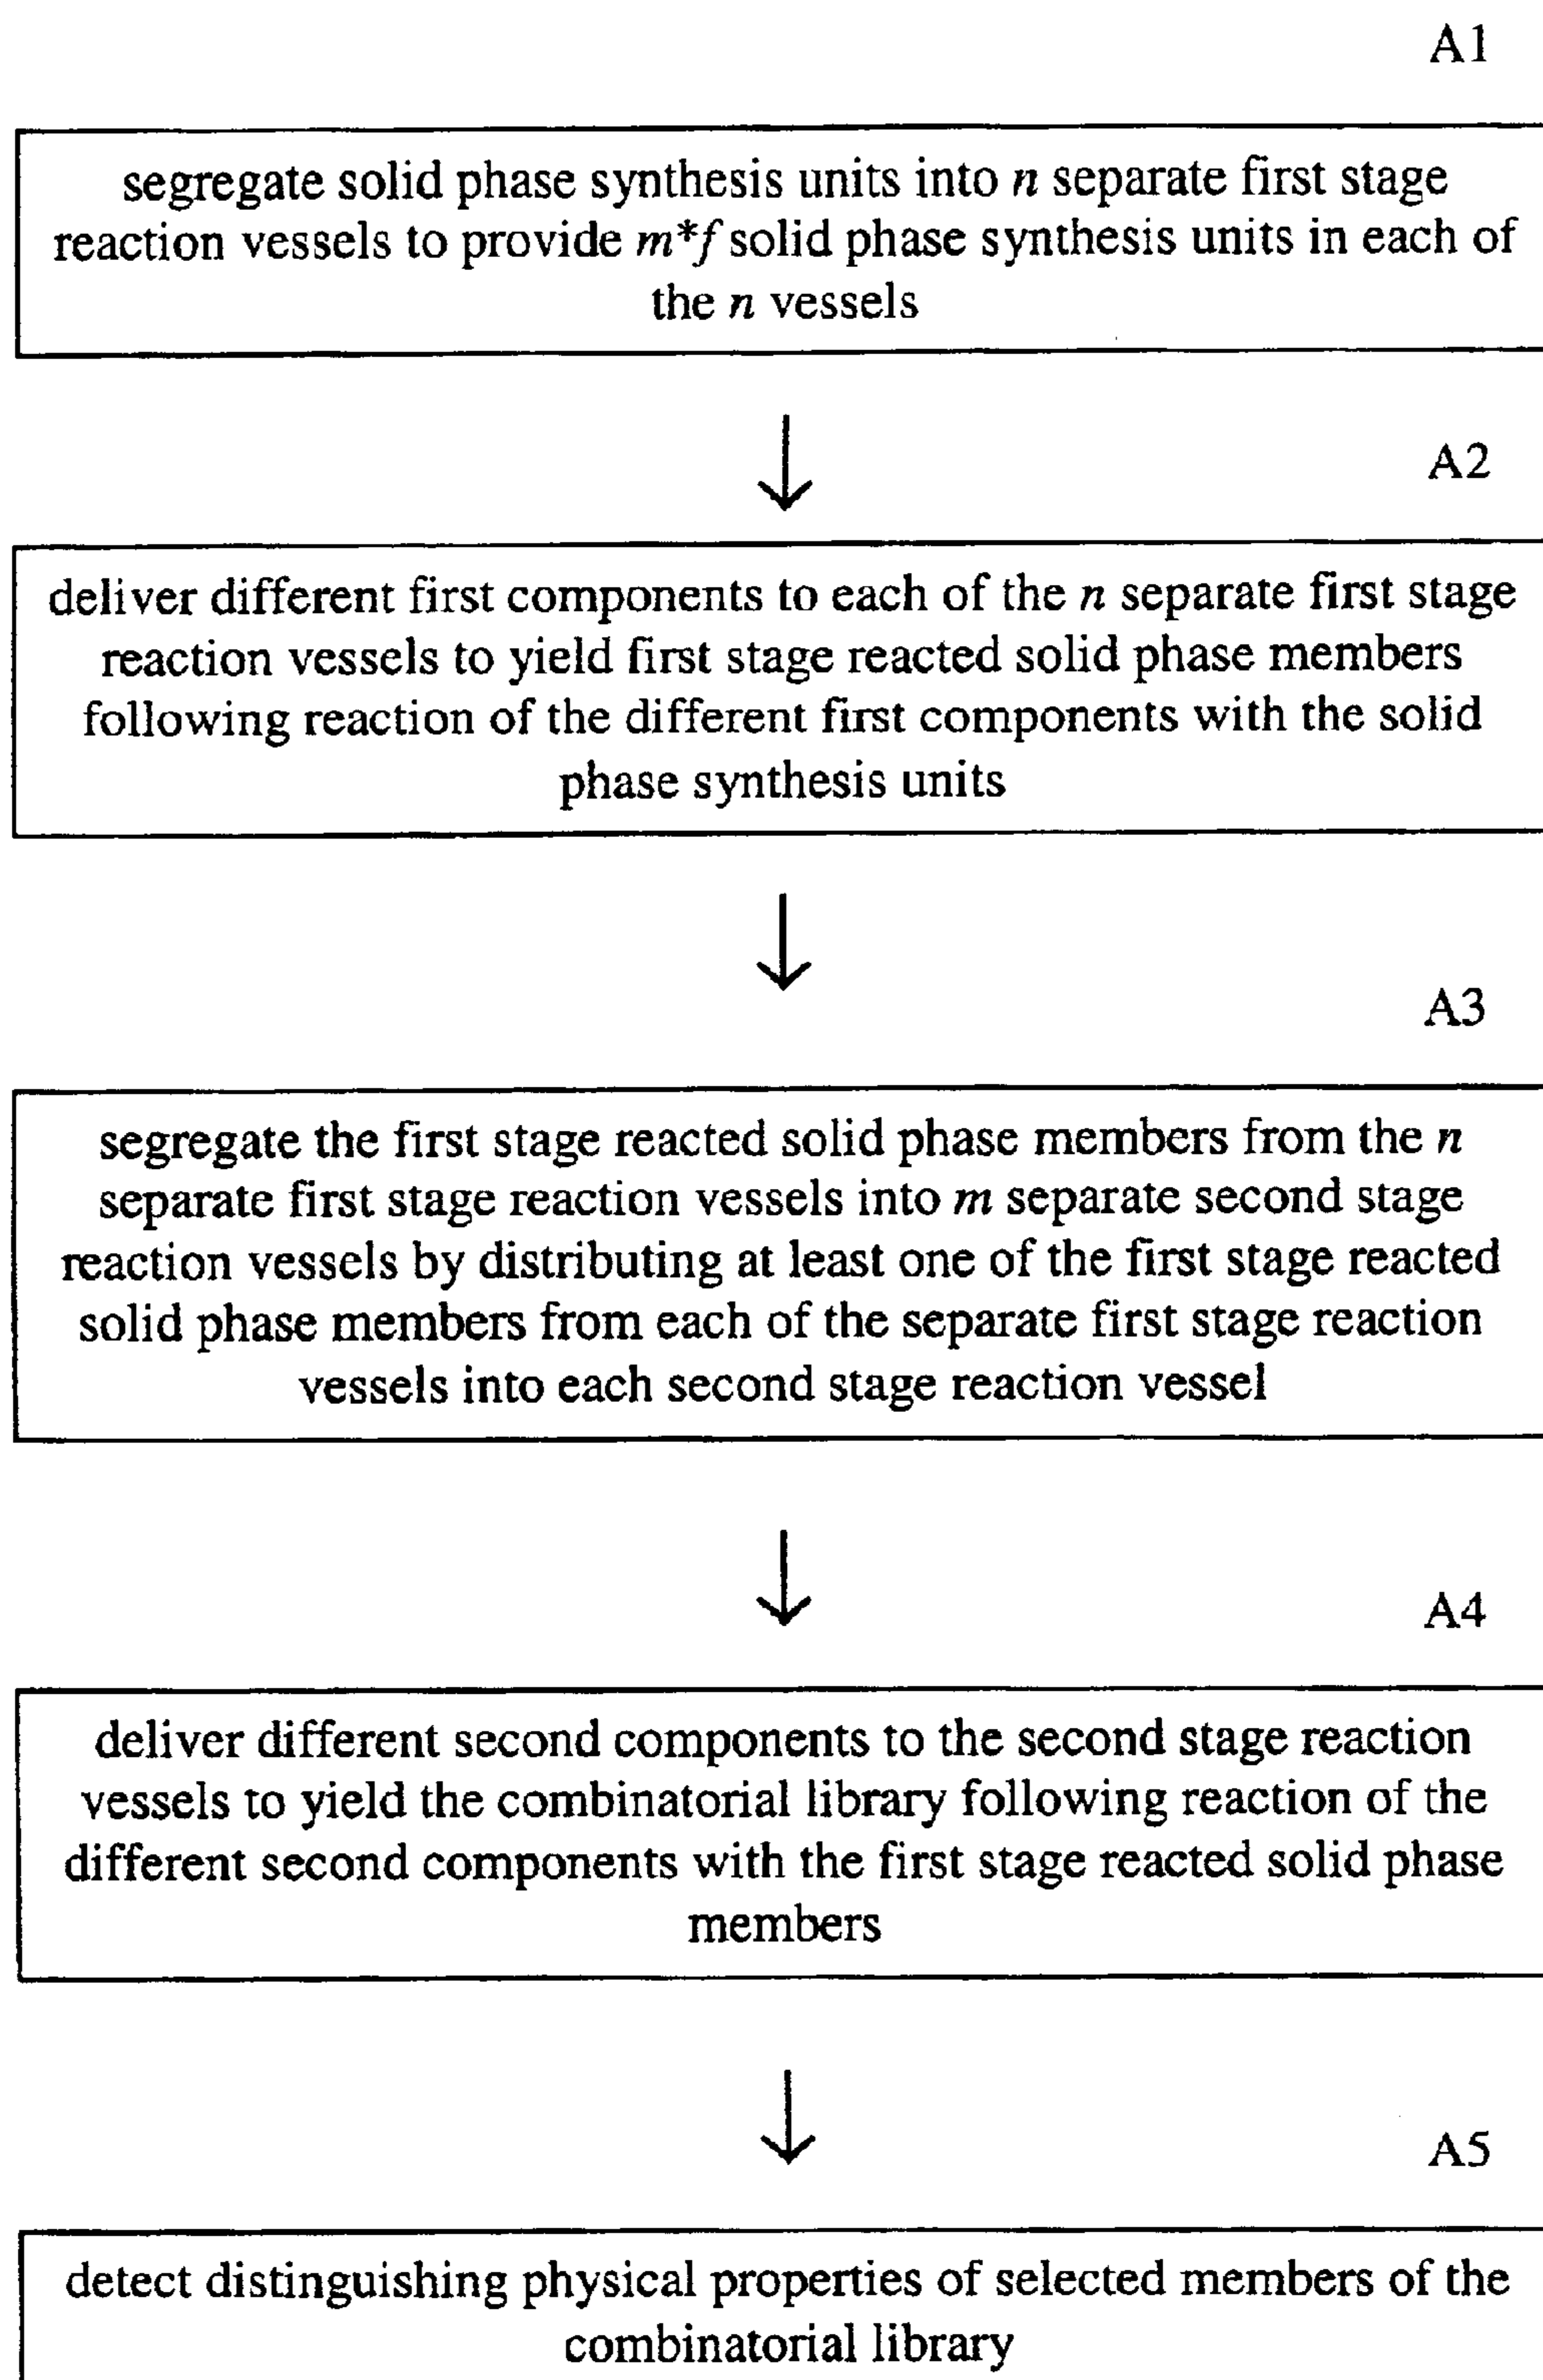 A1
segregate solid phase synthesis units into n separate first stage
reaction vessels to provide m*f solid phase synthesis units in each of
the n vessels
A2
deliver different first components to each of the n separate first stage
reaction vessels to yield first stage reacted solid phase members
following reaction of the different first components with the solid
phase synthesis units
A3
segregate the first stage reacted solid phase members from the n
separate first stage reaction vessels into m separate second stage
reaction vessels by distributing at least one of the first stage reacted
solid phase members from each of the separate first stage reaction
vessels into each second stage reaction vessel
A4
deliver different second components to the second stage reaction
vessels to yield the combinatorial library following reaction of the
different second components with the first stage reacted solid phase
members
A5
detect distinguishing physical properties of selected members of the
combinatorial library